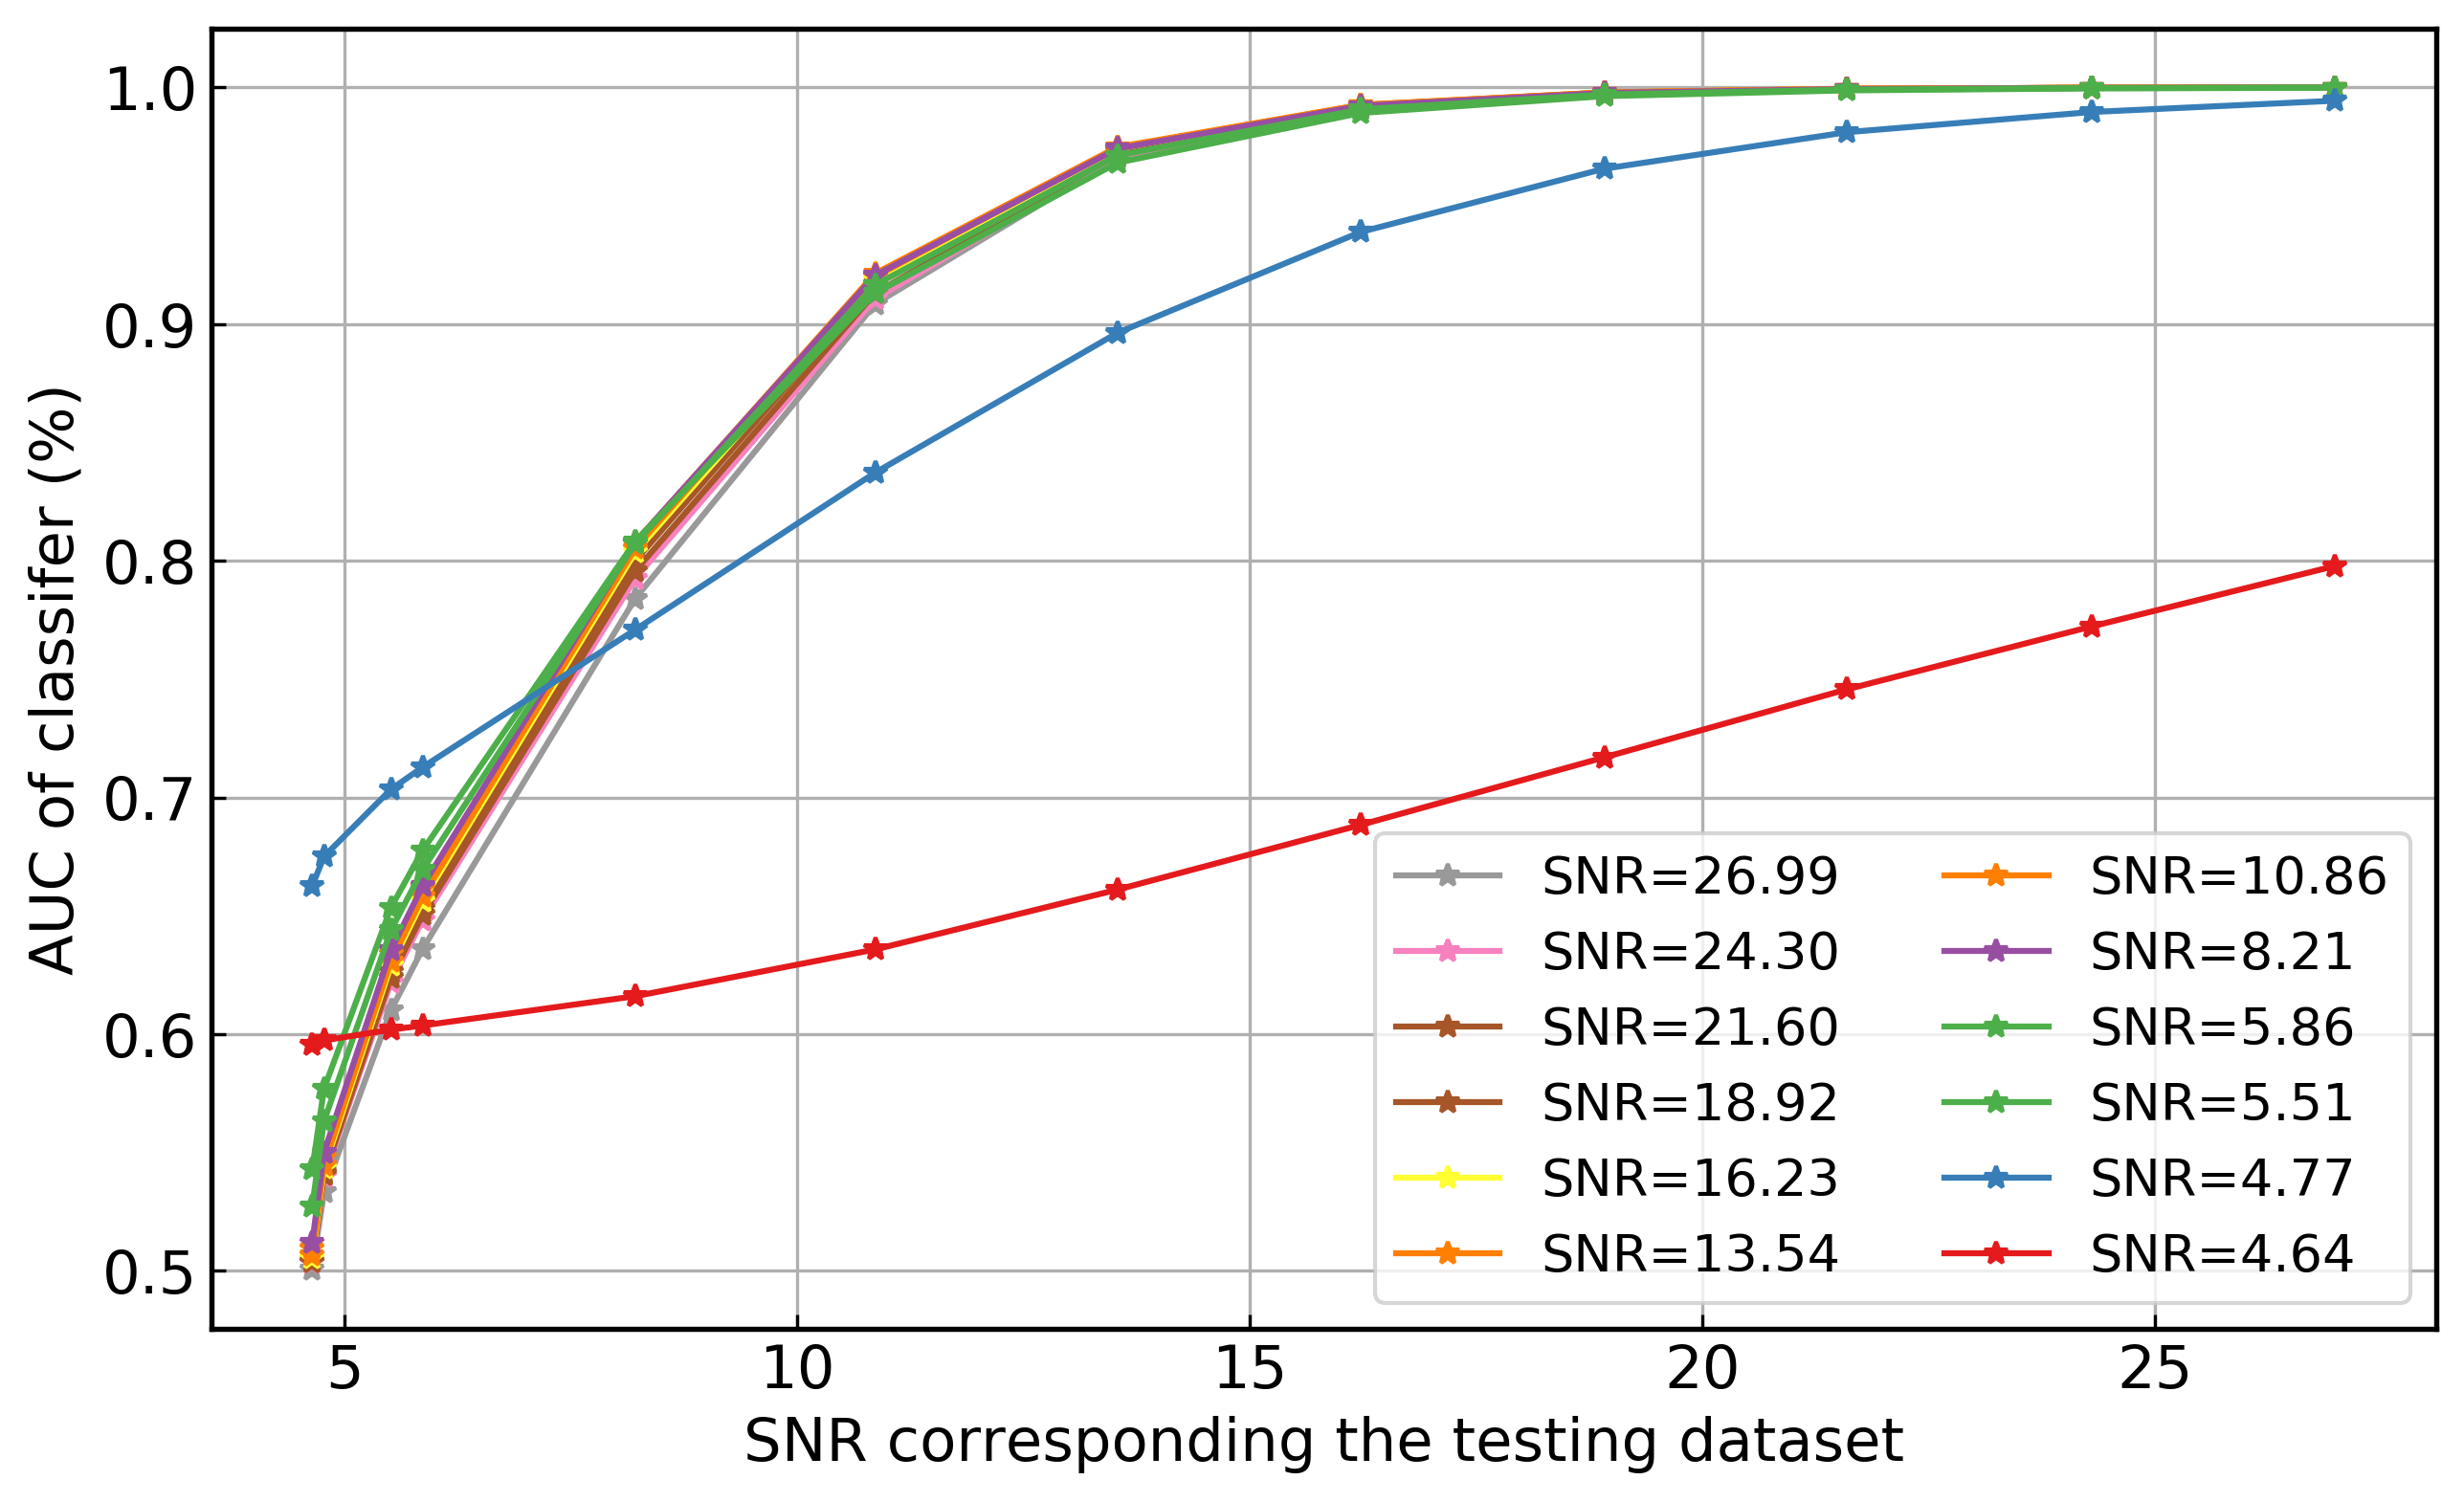 1.0
0.9
0.8
0.7
0.6
0.5
AUC of classifer (%)
5 10 15 20 25
SNR corresponding the testing dataset
SNR=26.99
SNR=24.30
SNR=21.60
SNR=18.92
SNR=16.23
SNR=13.54
SNR=10.86
SNR=8.21
SNR=5.86
SNR=5.51
SNR=4.77
SNR=4.64